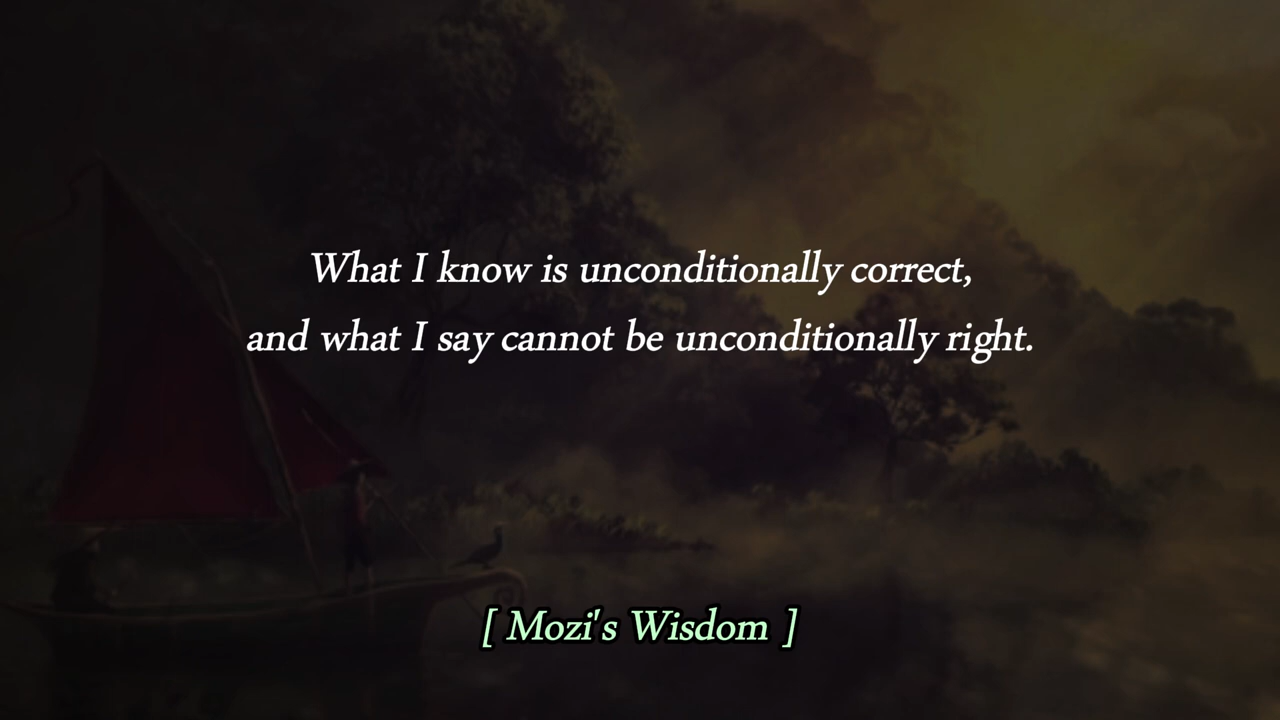 What I know is unconditionally correct,
and what I say cannot be unconditionally right.
[ Mozi's Wisdom ]